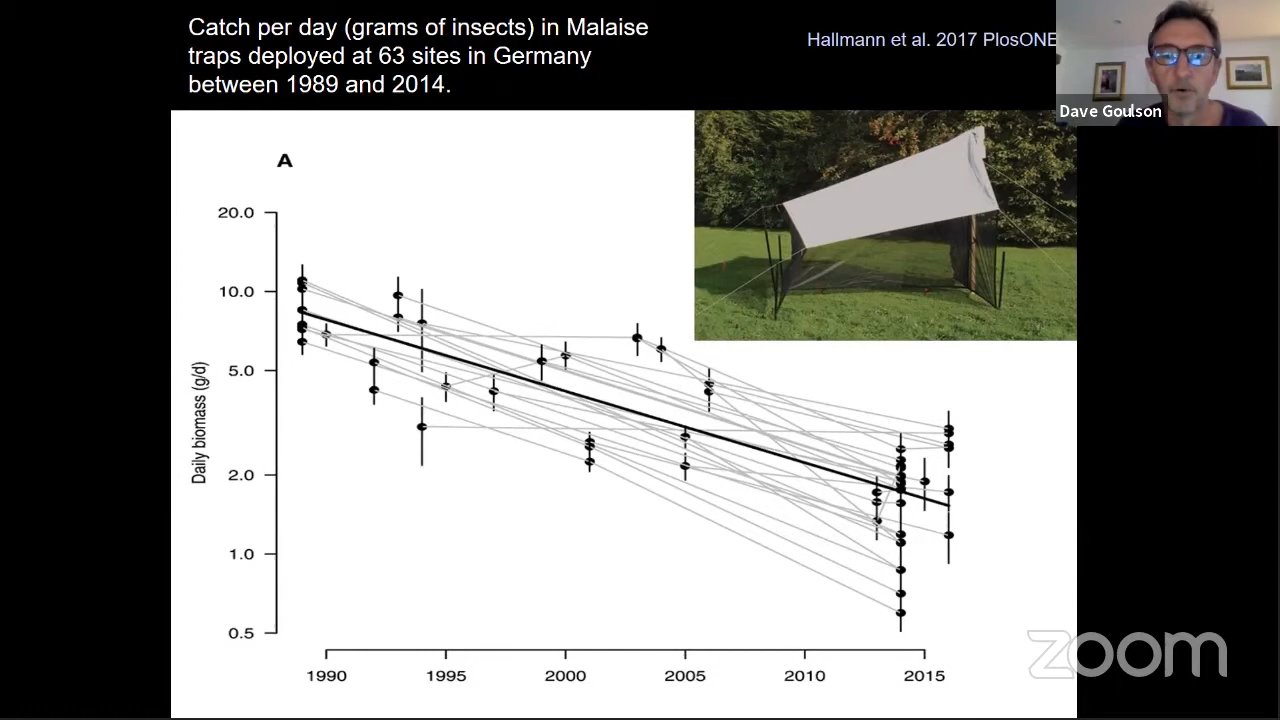 Catch per day (grams of insects) in Malaise
traps deployed at 63 sites in Germany
between 1989 and 2014.
Hallmann et al. 2017 PlosONE
Dave Goulson
A
20.0
10.0
5.0
2.0
1.0
0.5
Daily biomass (g/d)
1990
1995
2000
2005
2010
2015
zoom